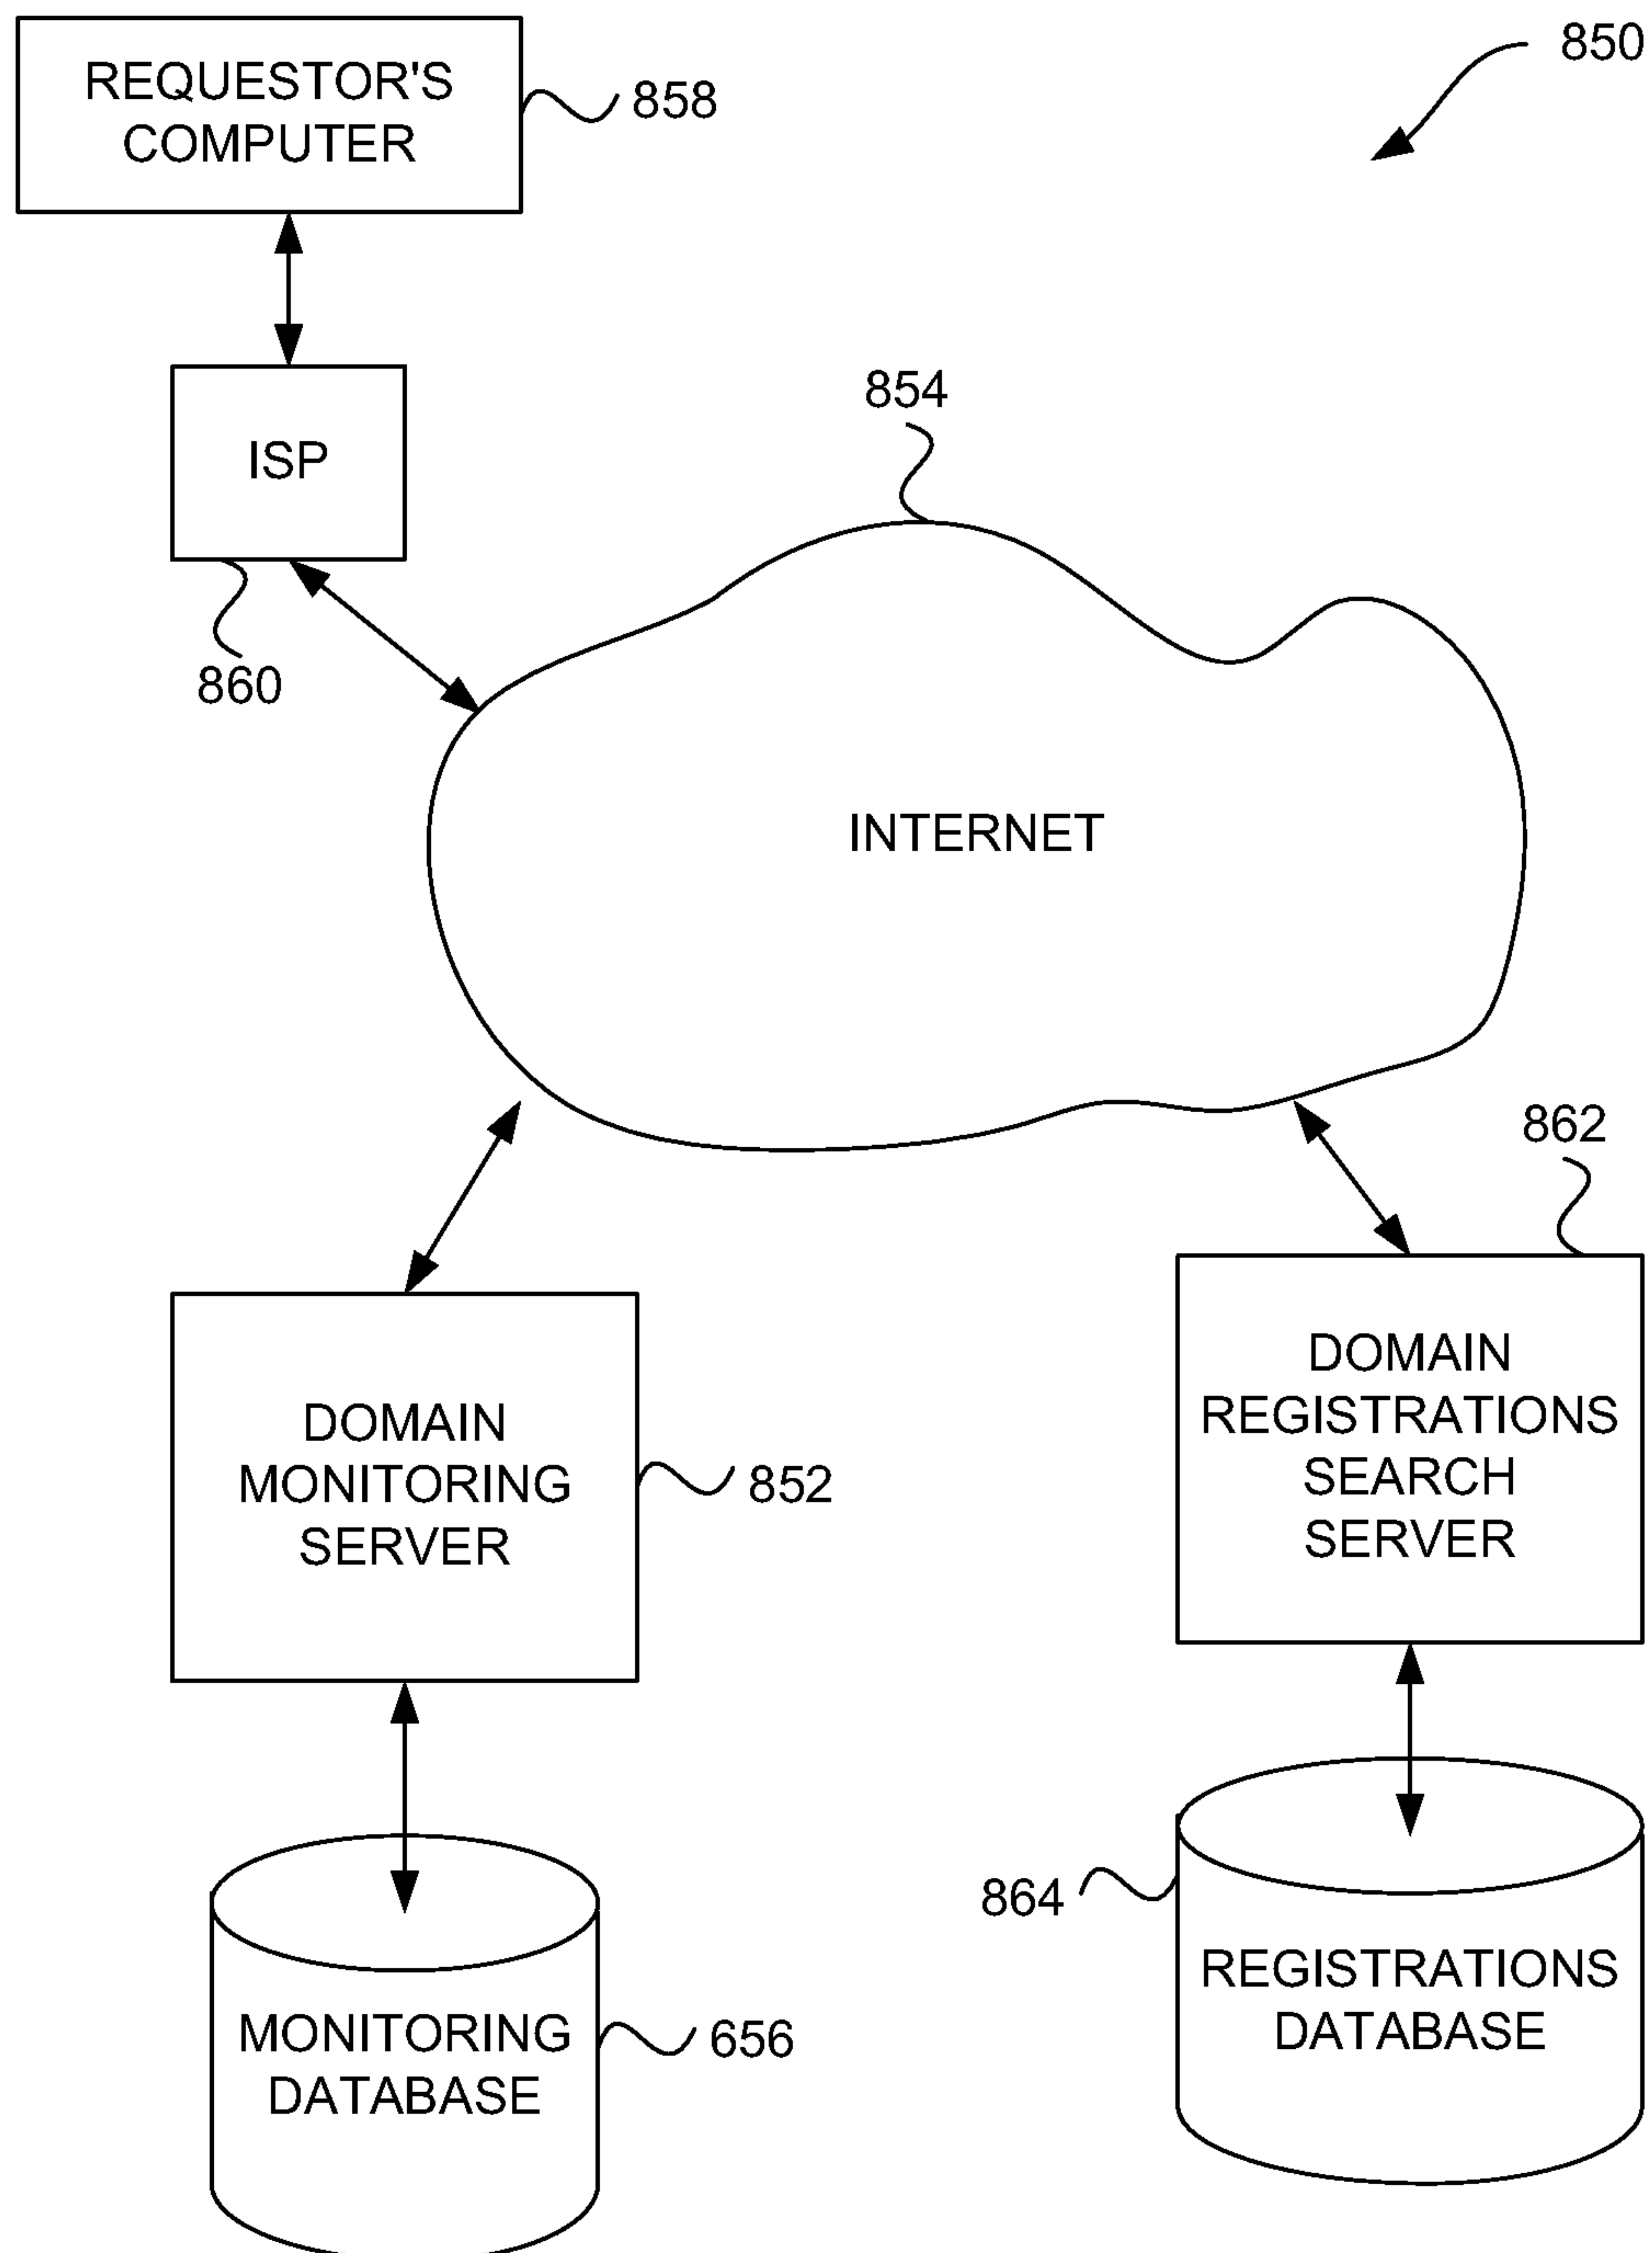 850
REQUESTOR'S
COMPUTER
858
ISP
854
860
INTERNET
862
DOMAIN
MONITORING
SERVER
852
DOMAIN
REGISTRATIONS
SEARCH
SERVER
864
REGISTRATIONS
DATABASE
MONITORING
DATABASE
656